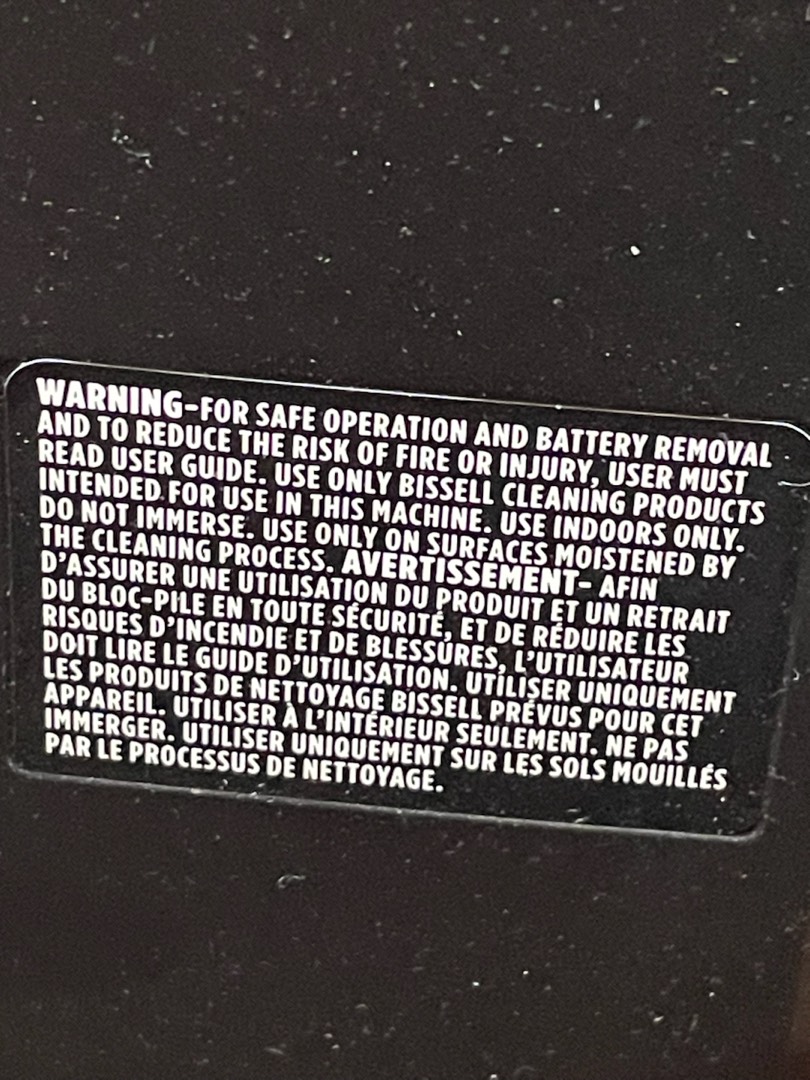 WARNING-FOR SAFE OPERATION AND BATTERY REMOVAL
AND TO REDUCE THE RISK OF FIRE OR INJURY, USER MUST
READ USER GUIDE. USE ONLY BISSELL CLEANING PRODUCTS
INTENDED FOR USE IN THIS MACHINE. USE INDOORS ONLY.
DO NOT IMMERSE. USE ONLY ON SURFACES MOISTENED BY
THE CLEANING PROCESS. AVERTISSEMENT- AFIN
D'ASSURER UNE UTILISATION DU PRODUIT ET UN RETRAIT
DU BLOC-PILE EN TOUTE SÉCURITÉ, ET DE RÉDUIRE LES
RISQUES D'INCENDIE ET DE BLESSURES, L'UTILISATEUR
DOIT LIRE LE GUIDE D'UTILISATION. UTILISER UNIQUEMENT
LES PRODUITS DE NETTOYAGE BISSELL PRÉVUS POUR CET
APPAREIL. UTILISER À L'INTÉRIEUR SEULEMENT. NE PAS
IMMERGER. UTILISER UNIQUEMENT SUR LES SOLS MOUILLÉS
PAR LE PROCESSUS DE NETTOYAGE.